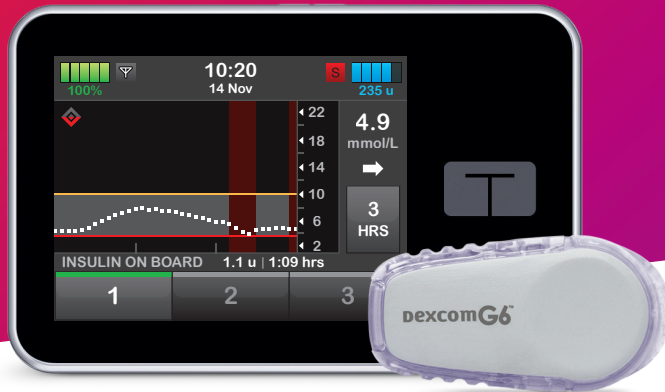 10:20
14 Nov
100%
S
235 u
22
18
14
10
6
2
4.9
mmol/L
3
HRS
INSULIN ON BOARD 1.1 u | 1:09 hrs
1
2
3
T
Dexcom G6™